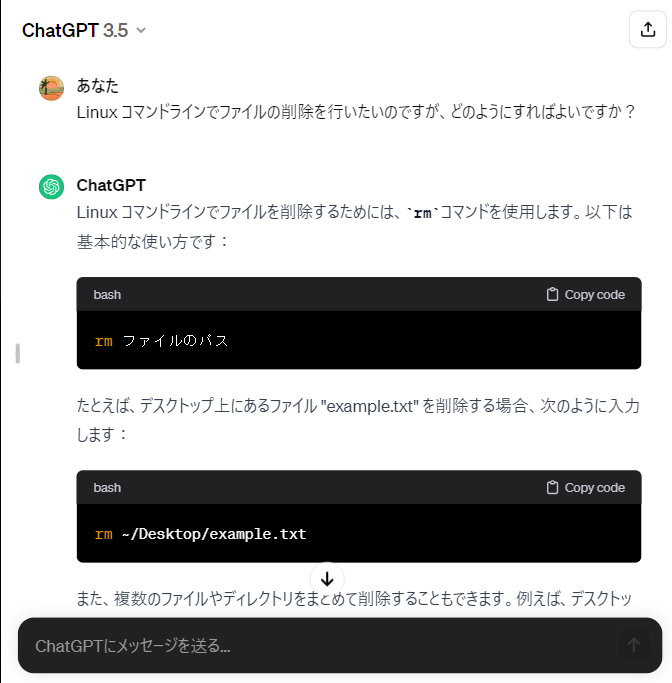 ChatGPT 3.5
あなた
Linux コマンドラインでファイルの削除を行いたいのですが、どのようにすればよいですか？
ChatGPT
Linux コマンドラインでファイルを削除するためには、`rm`コマンドを使用します。以下は
基本的な使い方です：
bash
Copy code
rm ファイルのパス
たとえば、デスクトップ上にあるファイル "example.txt" を削除する場合、次のように入力
します：
bash
Copy code
rm ~/Desktop/example.txt
また、複数のファイルやディレクトリをまとめて削除することもできます。例えば、デスクトッ
ChatGPTにメッセージを送る...